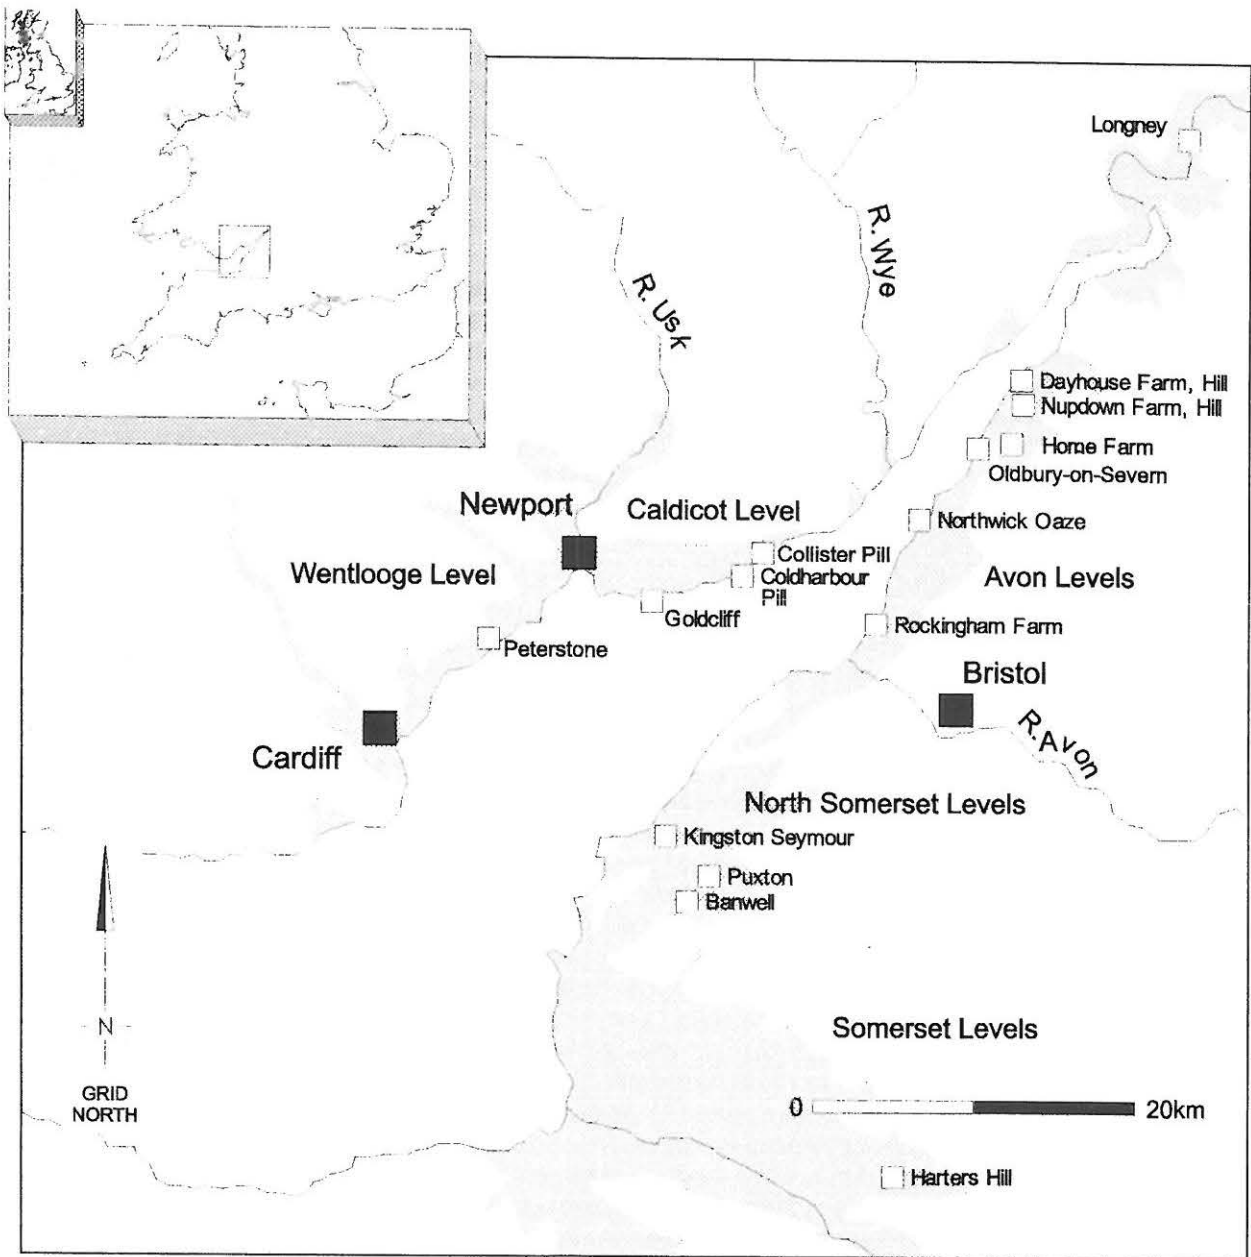 Longney
R. Wye
R. Usk
Dayhouse Farm, Hill
Nupdown Farm, Hill
Home Farm
Oldbury-on-Severn
Newport
Caldicot Level
Northwick Oaze
Collister Pill
Wentlooge Level
Coldharbour
Pill
Avon Levels
Goldcliff
Rockingham Farm
Peterstone
Bristol
R. Avon
Cardiff
North Somerset Levels
Kingston Seymour
Puxton
Banwell
N
Somerset Levels
GRID
NORTH
0
20km
Harters Hill